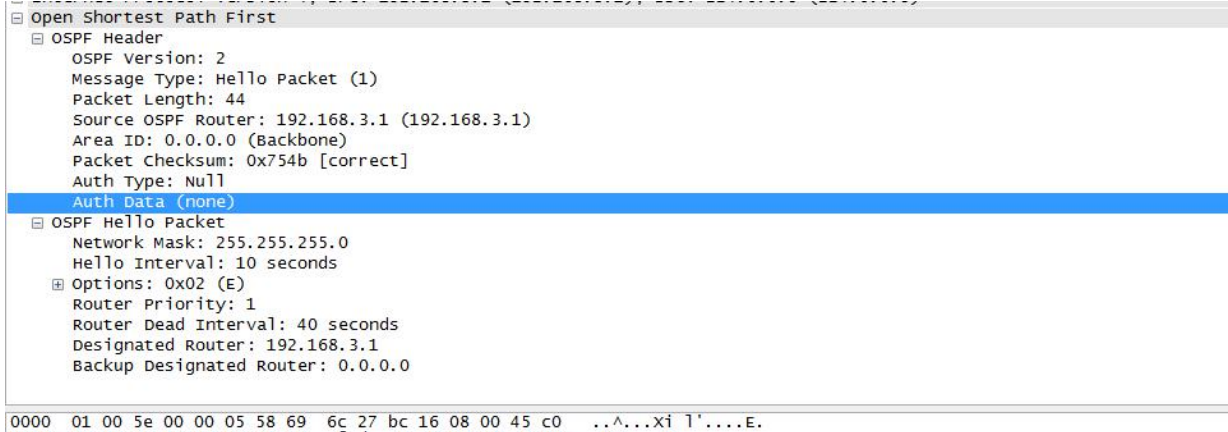 Open Shortest Path First
OSPF Header
OSPF Version: 2
Message Type: Hello Packet (1)
Packet Length: 44
Source OSPF Router: 192.168.3.1 (192.168.3.1)
Area ID: 0.0.0.0 (Backbone)
Packet Checksum: 0x754b [correct]
Auth Type: Null
Auth Data (none)
OSPF Hello Packet
Network Mask: 255.255.255.0
Hello Interval: 10 seconds
Options: 0x02 (E)
Router Priority: 1
Router Dead Interval: 40 seconds
Designated Router: 192.168.3.1
Backup Designated Router: 0.0.0.0
0000 01 00 5e 00 00 05 58 69 6c 27 bc 16 08 00 45 c0 ..^...Xi l'....E.